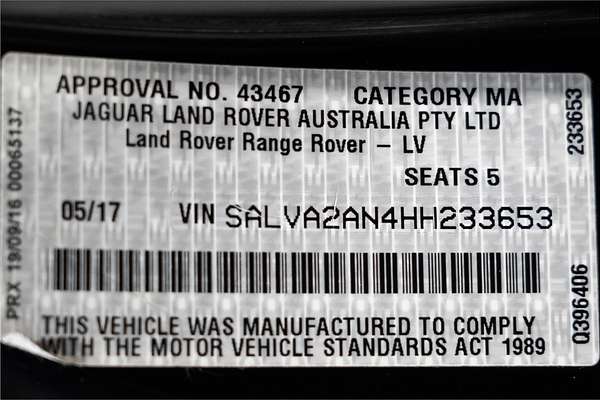 APPROVAL NO. 43467 CATEGORY MA
JAGUAR LAND ROVER AUSTRALIA PTY LTD
Land Rover Range Rover – LV
SEATS 5
05/17 VIN SALVA2AN4HH233653
THIS VEHICLE WAS MANUFACTURED TO COMPLY
WITH THE MOTOR VEHICLE STANDARDS ACT 1989
PRX 19/09/16 00065137
233653
Q396406